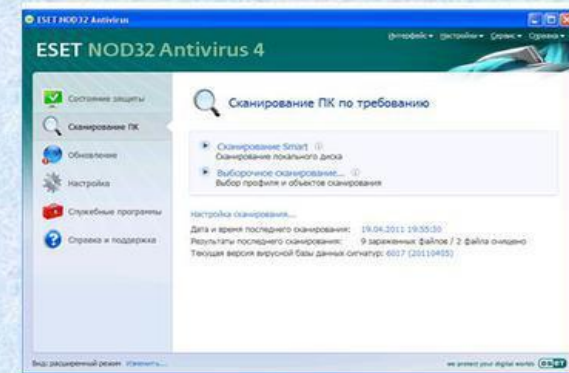 ESET NOD32 Antivirus
Интерфейс Настройки Сервис Справка
ESET NOD32 Antivirus 4
Состояние защиты
Сканирование ПК
Обновление
Настройка
Служебные программы
Справка и поддержка
Сканирование ПК по требованию
Сканирование Smart
Сканирование локального диска
Выборочное сканирование...
Выбор профиля и объектов сканирования
Настройка сканирования...
Дата и время последнего сканирования: 19.04.2011 19:55:30
Результаты последнего сканирования: 9 зараженных файлов / 2 файла очищено
Текущая версия вирусной базы данных сигнатур: 6017 (20110405)
Вид: расширенный режим Изменить...
we protect your digital worlds ESET